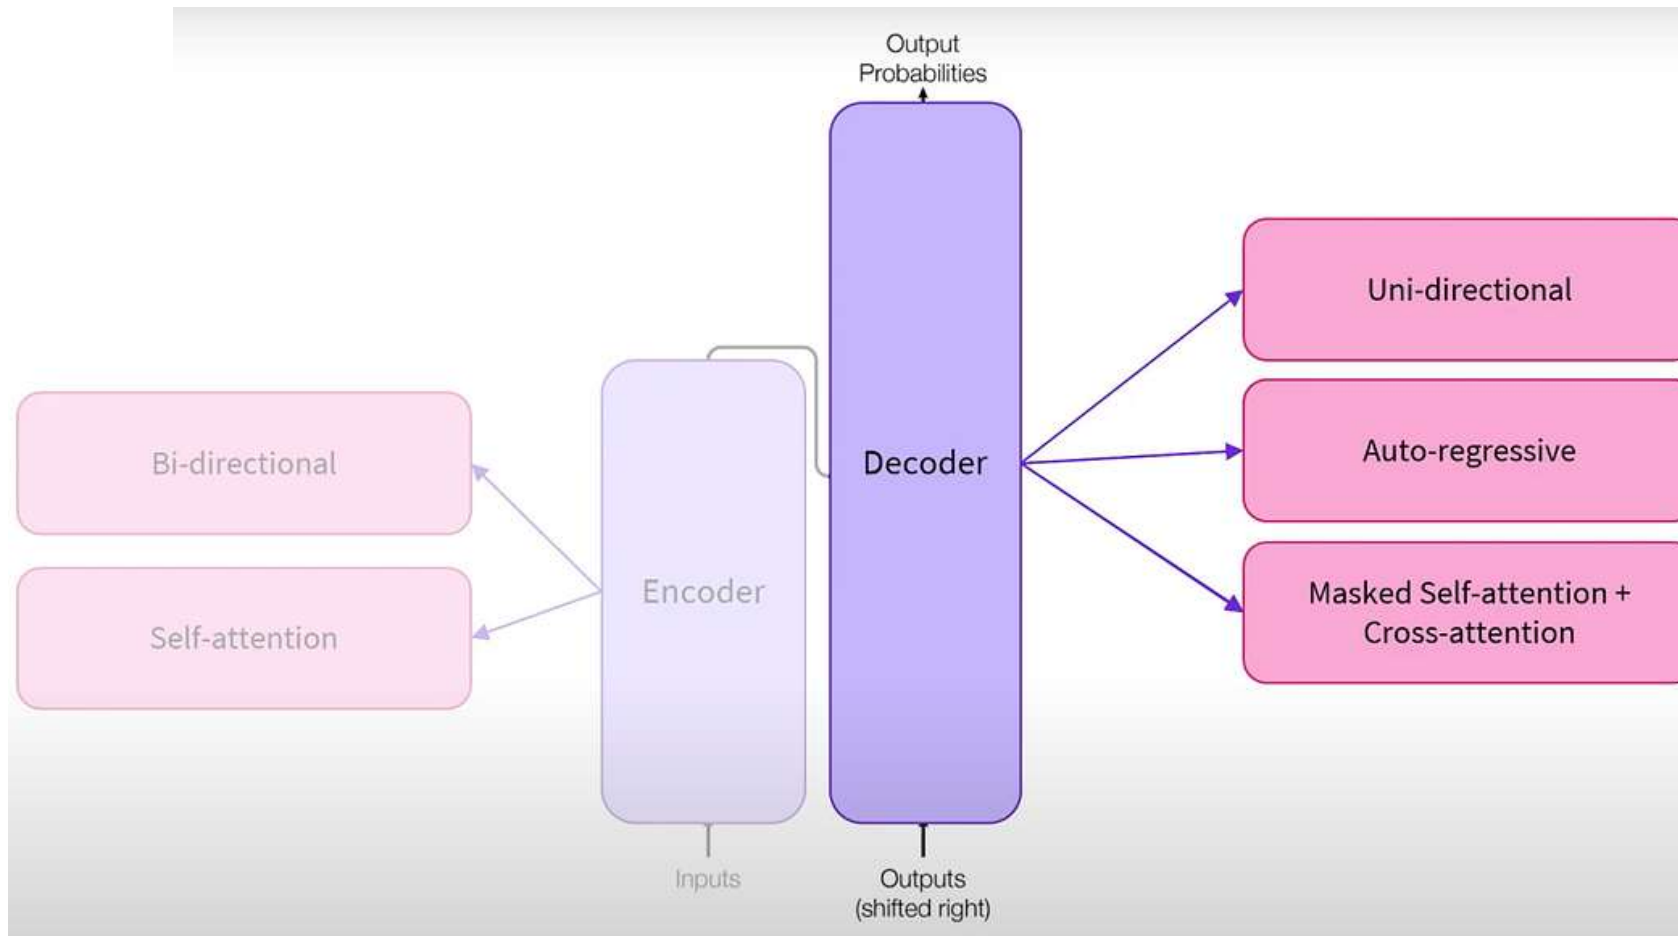 Output
Probabilities
Uni-directional
Auto-regressive
Decoder
Bi-directional
Encoder
Masked Self-attention +
Cross-attention
Self-attention
Inputs
Outputs
(shifted right)